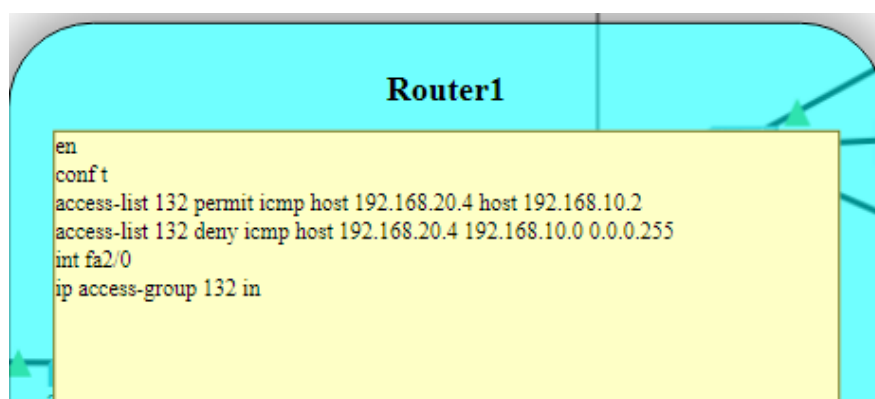 Router1
en
conf t
access-list 132 permit icmp host 192.168.20.4 host 192.168.10.2
access-list 132 deny icmp host 192.168.20.4 192.168.10.0 0.0.0.255
int fa2/0
ip access-group 132 in